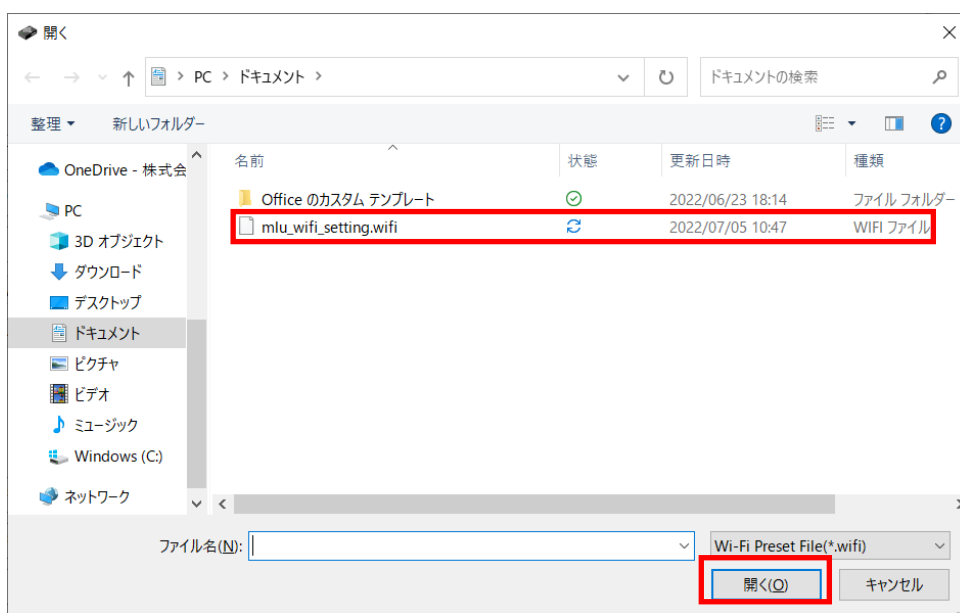 開く
PC > ドキュメント >
ドキュメントの検索
整理 新しいフォルダー
OneDrive - 株式会
PC
3D オブジェクト
ダウンロード
デスクトップ
ドキュメント
ピクチャ
ビデオ
ミュージック
Windows (C:)
ネットワーク
名前 状態 更新日時 種類
Office のカスタム テンプレート 2022/06/23 18:14 ファイル フォルダー
mlu_wifi_setting.wifi 2022/07/05 10:47 WIFI ファイル
ファイル名(N): Wi-Fi Preset File(*.wifi)
開く(O) キャンセル